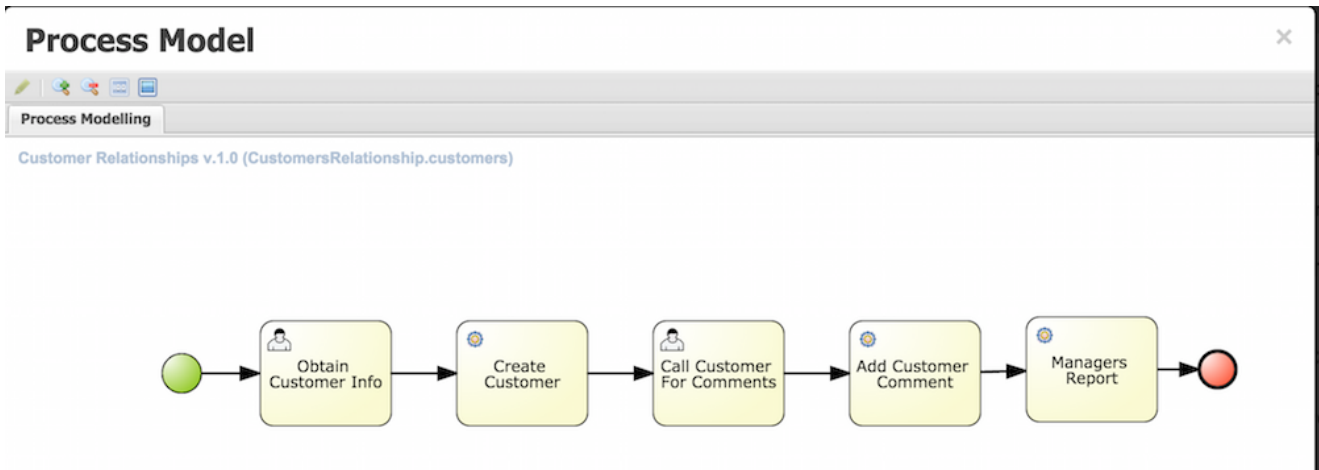 Process Model
Process Modelling
Customer Relationships v.1.0 (CustomersRelationship.customers)
Obtain
Customer Info
Create
Customer
Call Customer
For Comments
Add Customer
Comment
Managers
Report